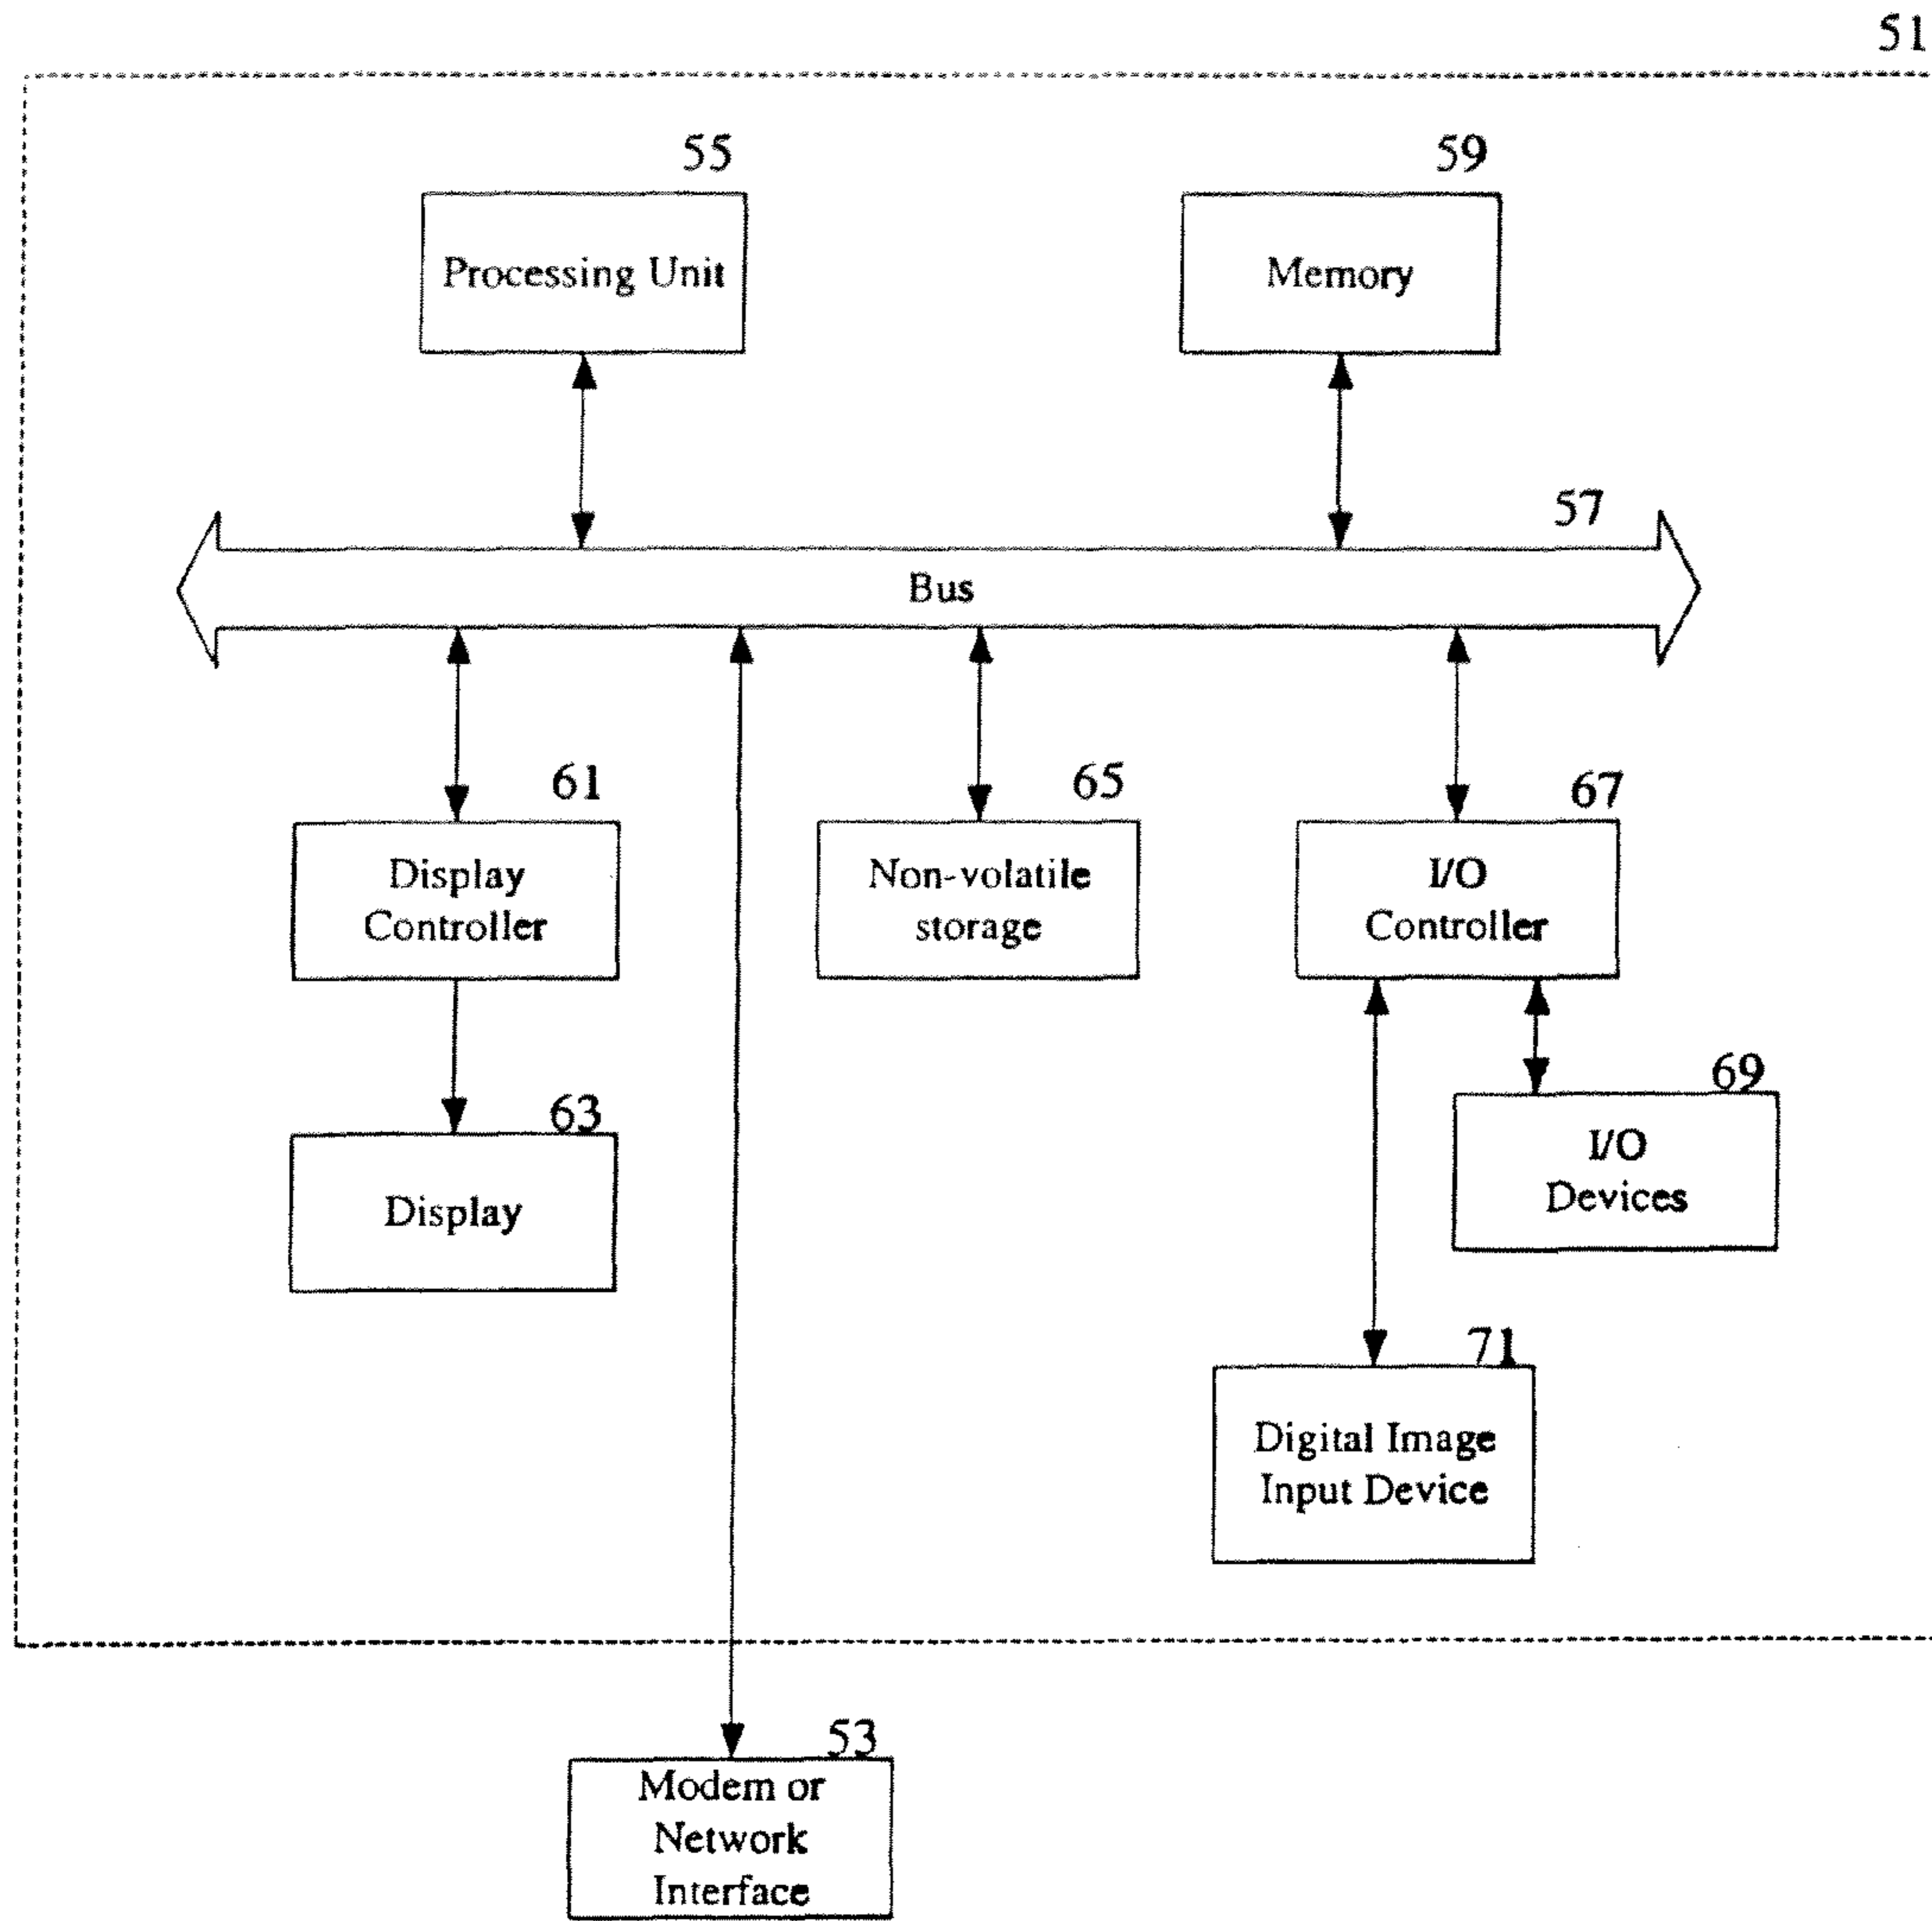 51
55
59
Processing Unit
Memory
57
Bus
61
65
67
Display
Controller
Non-volatile
storage
I/O
Controller
63
69
Display
I/O
Devices
71
Digital Image
Input Device
53
Modem or
Network
Interface